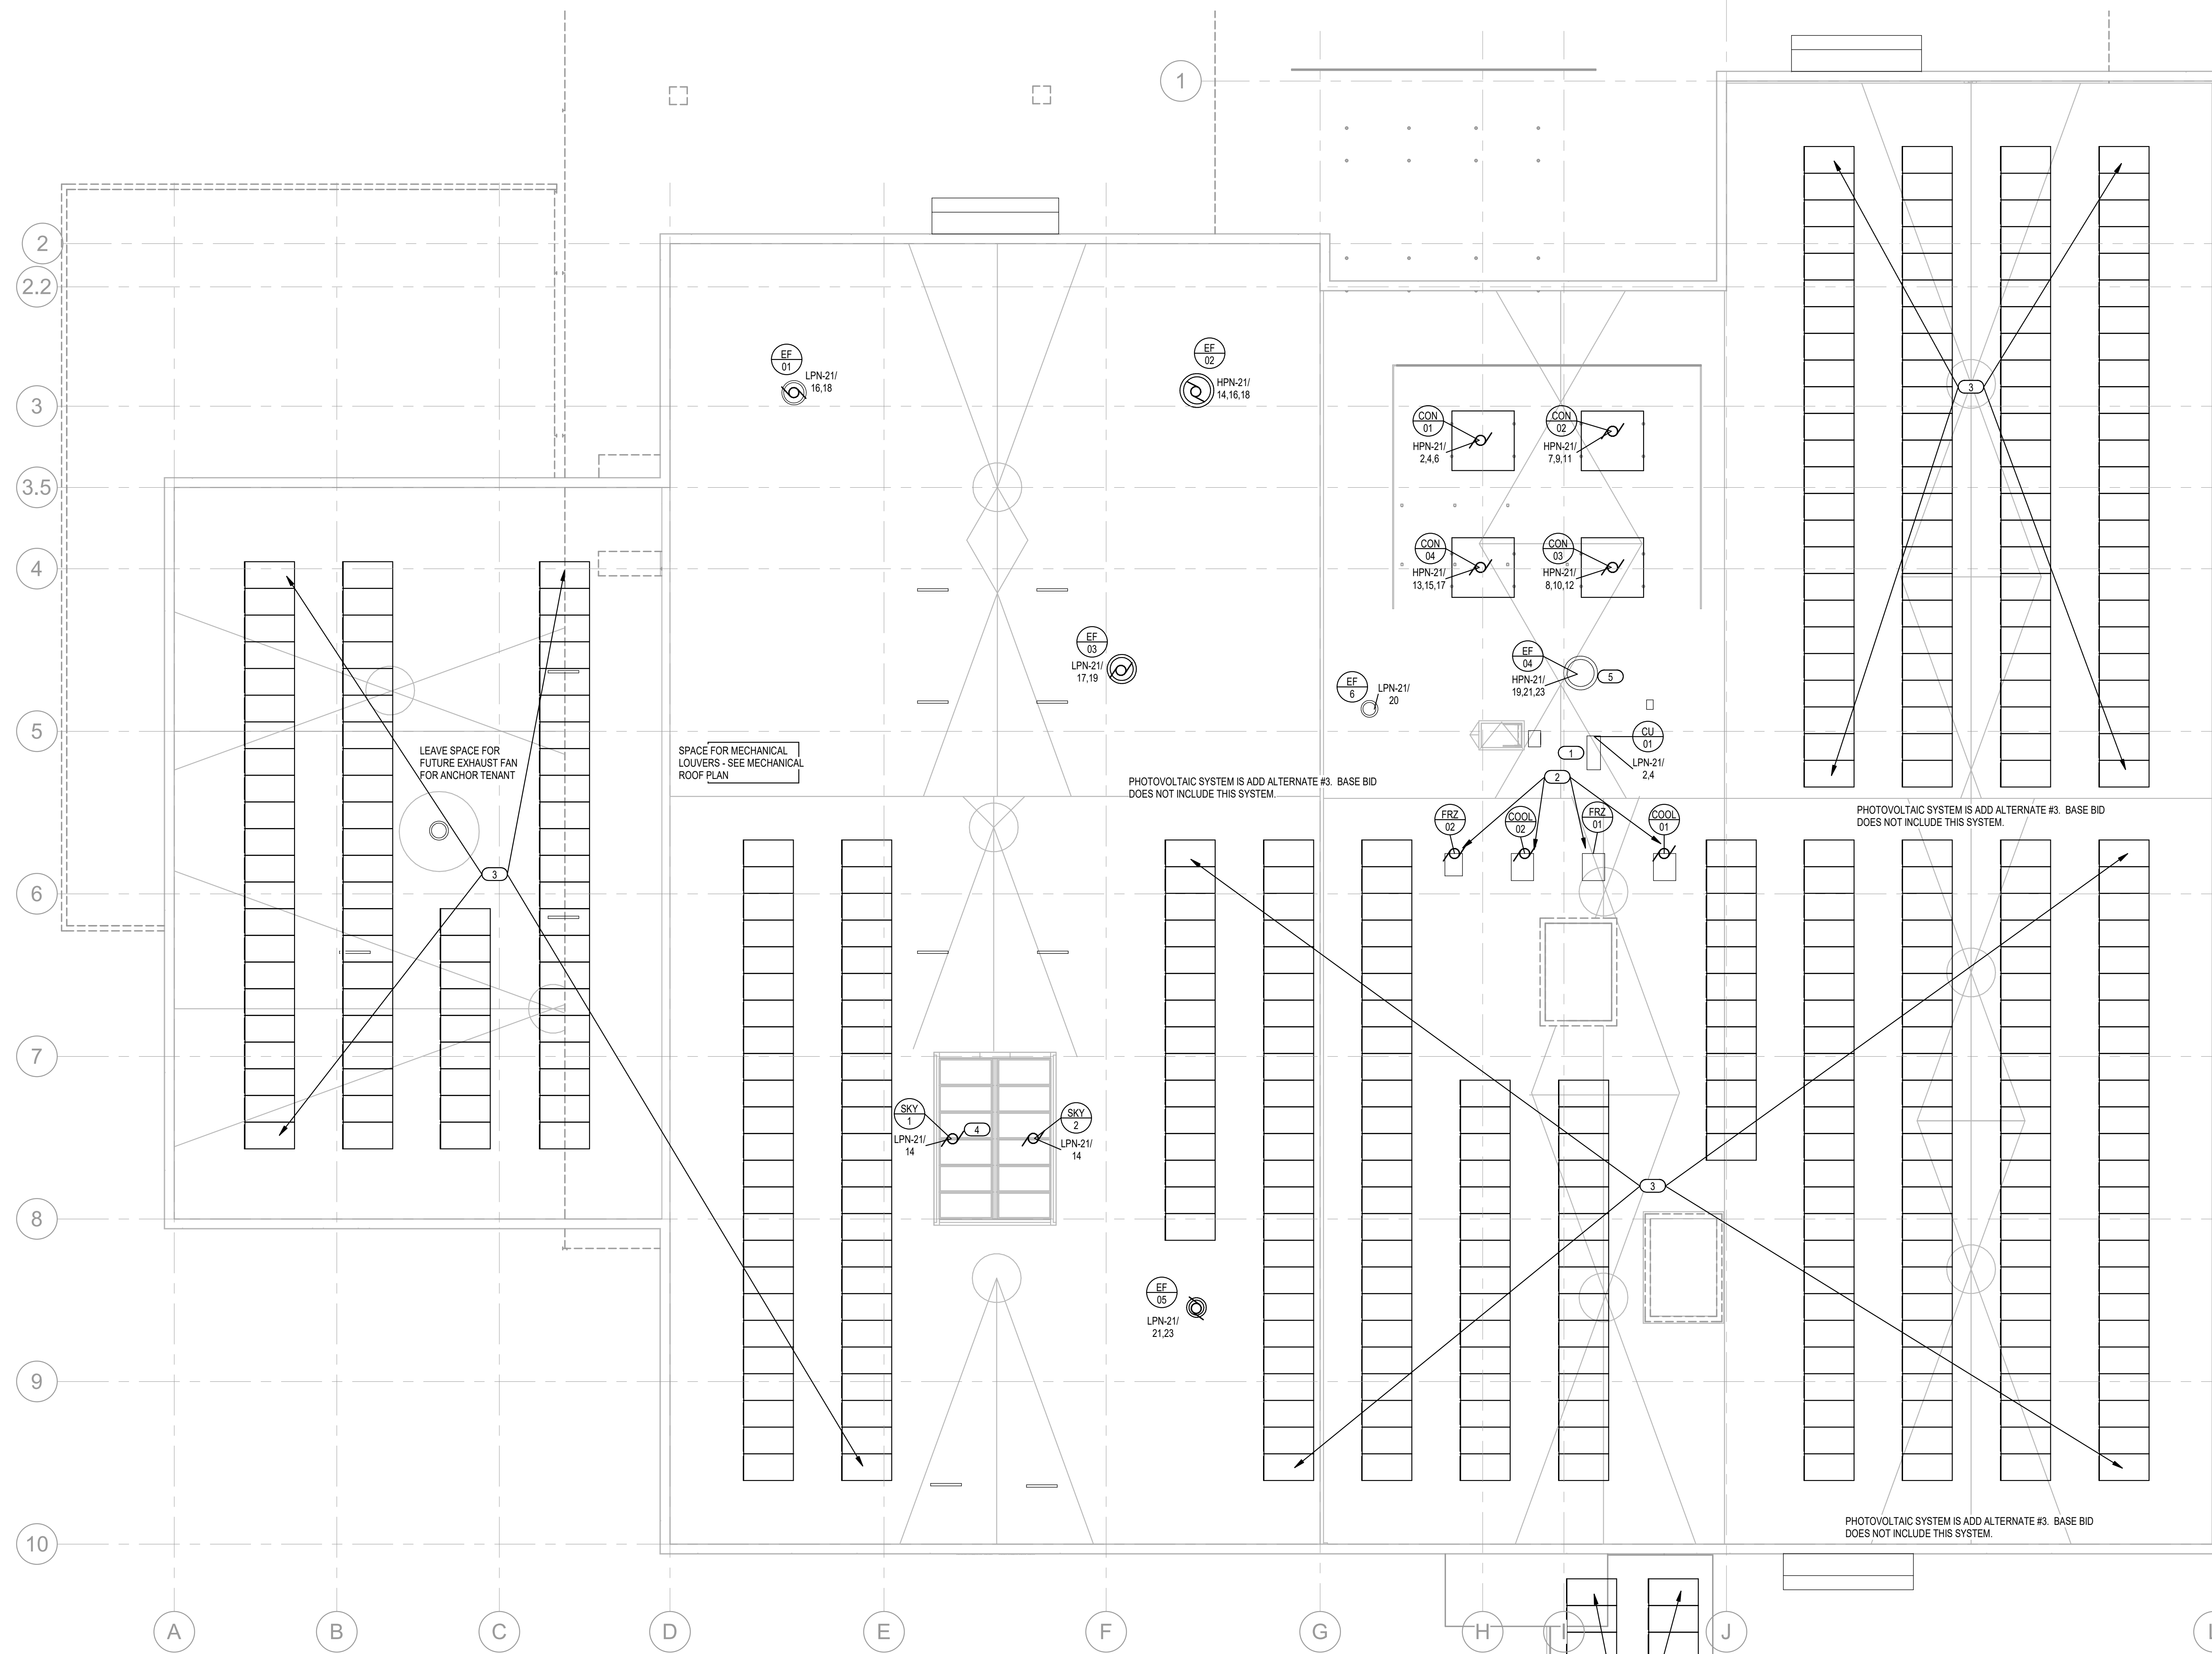 1
2
2.2
3
3.5
4
5
6
7
8
9
10
EF
01
LPN-21/
16,18
EF
02
HPN-21/
14,16,18
CON
01
HPN-21/
2,4,6
CON
02
HPN-21/
7,9,11
CON
04
HPN-21/
13,15,17
CON
03
HPN-21/
8,10,12
3
EF
03
LPN-21/
17,19
EF
04
HPN-21/
19,21,23
5
EF
6
LPN-21/
20
CU
01
LPN-21/
2,4
1
2
LEAVE SPACE FOR
FUTURE EXHAUST FAN
FOR ANCHOR TENANT
SPACE FOR MECHANICAL
LOUVERS - SEE MECHANICAL
ROOF PLAN
PHOTOVOLTAIC SYSTEM IS ADD ALTERNATE #3. BASE BID
DOES NOT INCLUDE THIS SYSTEM.
PHOTOVOLTAIC SYSTEM IS ADD ALTERNATE #3. BASE BID
DOES NOT INCLUDE THIS SYSTEM.
FRZ
02
COOL
02
FRZ
01
COOL
01
3
SKY
1
LPN-21/
14
4
SKY
2
LPN-21/
14
3
EF
05
LPN-21/
21,23
PHOTOVOLTAIC SYSTEM IS ADD ALTERNATE #3. BASE BID
DOES NOT INCLUDE THIS SYSTEM.
A
B
C
D
E
F
G
H
I
J